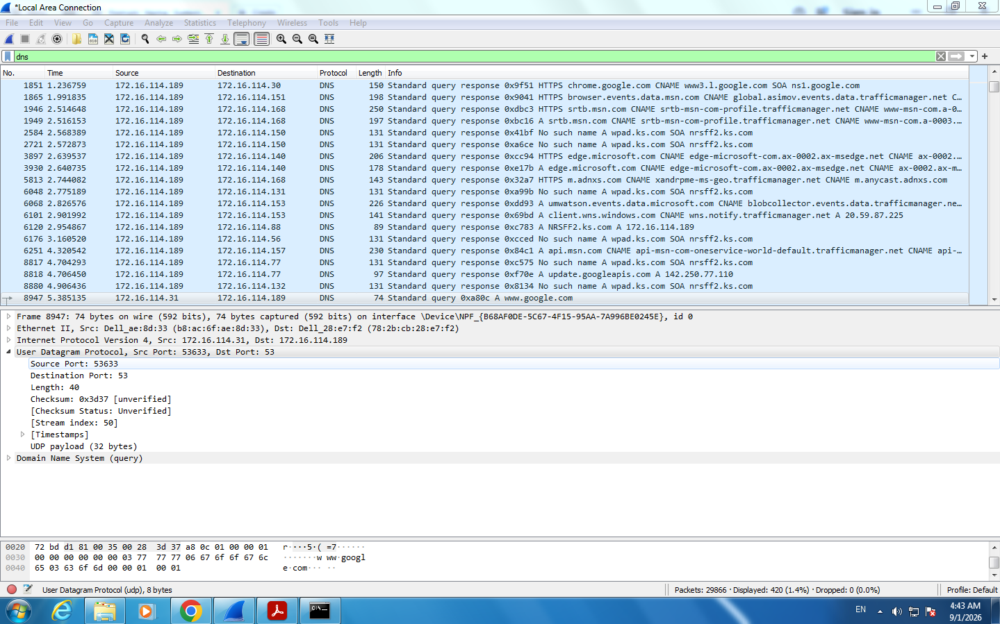 *Local Area Connection
File Edit View Go Capture Analyze Statistics Telephony Wireless Tools Help
dns
No. Time Source Destination Protocol Length Info
1851 1.236759 172.16.114.189 172.16.114.30 DNS 150 Standard query response 0x9f51 HTTPS chrome.google.com CNAME www3.l.google.com SOA ns1.google.com
1865 1.991835 172.16.114.189 172.16.114.151 DNS 198 Standard query response 0x9041 HTTPS browser.events.data.msn.com CNAME global.asimov.events.data.trafficmanager.net C…
1946 2.514648 172.16.114.189 172.16.114.168 DNS 250 Standard query response 0xdbc3 HTTPS srtb.msn.com CNAME srtb-msn-com-profile.trafficmanager.net CNAME www-msn-com.a-0…
1949 2.516153 172.16.114.189 172.16.114.168 DNS 197 Standard query response 0xbc16 A srtb.msn.com CNAME srtb-msn-com-profile.trafficmanager.net CNAME www-msn-com.a-0003.…
2584 2.568389 172.16.114.189 172.16.114.150 DNS 131 Standard query response 0x41bf No such name A wpad.ks.com SOA nrsff2.ks.com
2721 2.572873 172.16.114.189 172.16.114.150 DNS 131 Standard query response 0xa6ce No such name A wpad.ks.com SOA nrsff2.ks.com
3897 2.639537 172.16.114.189 172.16.114.140 DNS 206 Standard query response 0xcc94 HTTPS edge.microsoft.com CNAME edge-microsoft-com.ax-0002.ax-msedge.net CNAME ax-0002.…
3930 2.640735 172.16.114.189 172.16.114.140 DNS 178 Standard query response 0xe17b A edge.microsoft.com CNAME edge-microsoft-com.ax-0002.ax-msedge.net CNAME ax-0002.ax-m…
5813 2.744082 172.16.114.189 172.16.114.168 DNS 143 Standard query response 0x32a7 HTTPS m.adnxs.com CNAME xandrpme-ms-geo.trafficmanager.net CNAME m.anycast.adnxs.com
6048 2.775189 172.16.114.189 172.16.114.131 DNS 131 Standard query response 0xa99b No such name A wpad.ks.com SOA nrsff2.ks.com
6068 2.826576 172.16.114.189 172.16.114.153 DNS 226 Standard query response 0xdd93 A umwatson.events.data.microsoft.com CNAME blobcollector.events.data.trafficmanager.ne…
6101 2.901992 172.16.114.189 172.16.114.153 DNS 141 Standard query response 0x69bd A client.wns.windows.com CNAME wns.notify.trafficmanager.net A 20.59.87.225
6120 2.954867 172.16.114.189 172.16.114.88 DNS 89 Standard query response 0xc783 A NRSFF2.ks.com A 172.16.114.189
6176 3.160520 172.16.114.189 172.16.114.56 DNS 131 Standard query response 0xcced No such name A wpad.ks.com SOA nrsff2.ks.com
6251 4.320542 172.16.114.189 172.16.114.157 DNS 230 Standard query response 0x84c1 A api.msn.com CNAME api-msn-com-oneservice-world-default.trafficmanager.net CNAME api-…
8817 4.704293 172.16.114.189 172.16.114.77 DNS 131 Standard query response 0xc575 No such name A wpad.ks.com SOA nrsff2.ks.com
8818 4.706450 172.16.114.189 172.16.114.77 DNS 97 Standard query response 0xf70e A update.googleapis.com A 142.250.77.110
8880 4.906436 172.16.114.189 172.16.114.132 DNS 131 Standard query response 0x8134 No such name A wpad.ks.com SOA nrsff2.ks.com
8947 5.385135 172.16.114.31 172.16.114.189 DNS 74 Standard query 0xa80c A www.google.com
Frame 8947: 74 bytes on wire (592 bits), 74 bytes captured (592 bits) on interface \Device\NPF_{B68AF0DE-5C67-4F15-95AA-7A996BE0245E}, id 0
Ethernet II, Src: Dell_ae:8d:33 (b8:ac:6f:ae:8d:33), Dst: Dell_28:e7:f2 (78:2b:cb:28:e7:f2)
Internet Protocol Version 4, Src: 172.16.114.31, Dst: 172.16.114.189
User Datagram Protocol, Src Port: 53633, Dst Port: 53
Source Port: 53633
Destination Port: 53
Length: 40
Checksum: 0x3d37 [unverified]
[Checksum Status: Unverified]
[Stream index: 50]
[Timestamps]
UDP payload (32 bytes)
Domain Name System (query)
0020 72 bd d1 81 00 35 00 28 3d 37 a8 0c 01 00 00 01 r····5·( =7······
0030 00 00 00 00 00 00 03 77 77 77 06 67 6f 6f 67 6c ·······w ww·googl
0040 65 03 63 6f 6d 00 00 01 00 01 e·com··· ··
User Datagram Protocol (udp), 8 bytes
Packets: 29866 · Displayed: 420 (1.4%) · Dropped: 0 (0.0%)
Profile: Default
C:\
EN
4:43 AM
9/1/2026